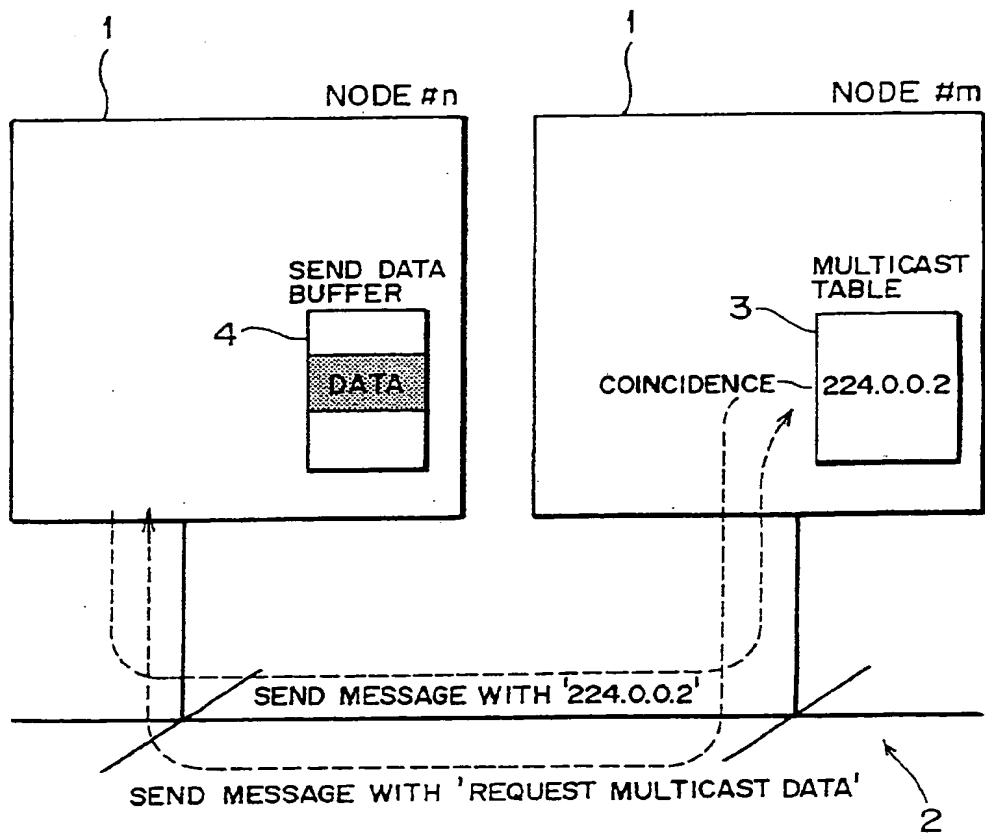 1
1
NODE #n
NODE #m
SEND DATA
BUFFER
4
DATA
MULTICAST
TABLE
3
COINCIDENCE
224.0.0.2
SEND MESSAGE WITH '224.0.0.2'
SEND MESSAGE WITH 'REQUEST MULTICAST DATA'
2